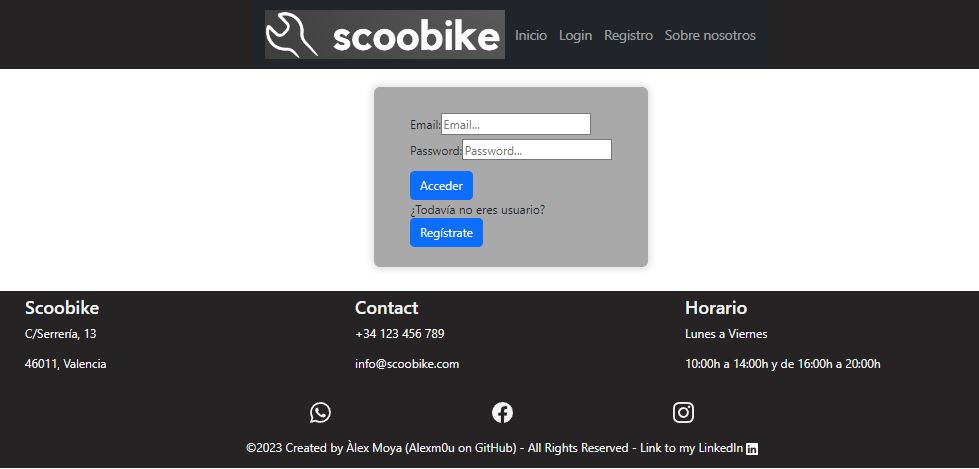 scoobike Inicio Login Registro Sobre nosotros
Email: Email...
Password: Password...
Acceder
¿Todavía no eres usuario?
Regístrate
Scoobike
C/Serrería, 13
46011, Valencia
Contact
+34 123 456 789
info@scoobike.com
Horario
Lunes a Viernes
10:00h a 14:00h y de 16:00h a 20:00h
©2023 Created by Àlex Moya (Alexm0u on GitHub) - All Rights Reserved - Link to my LinkedIn in